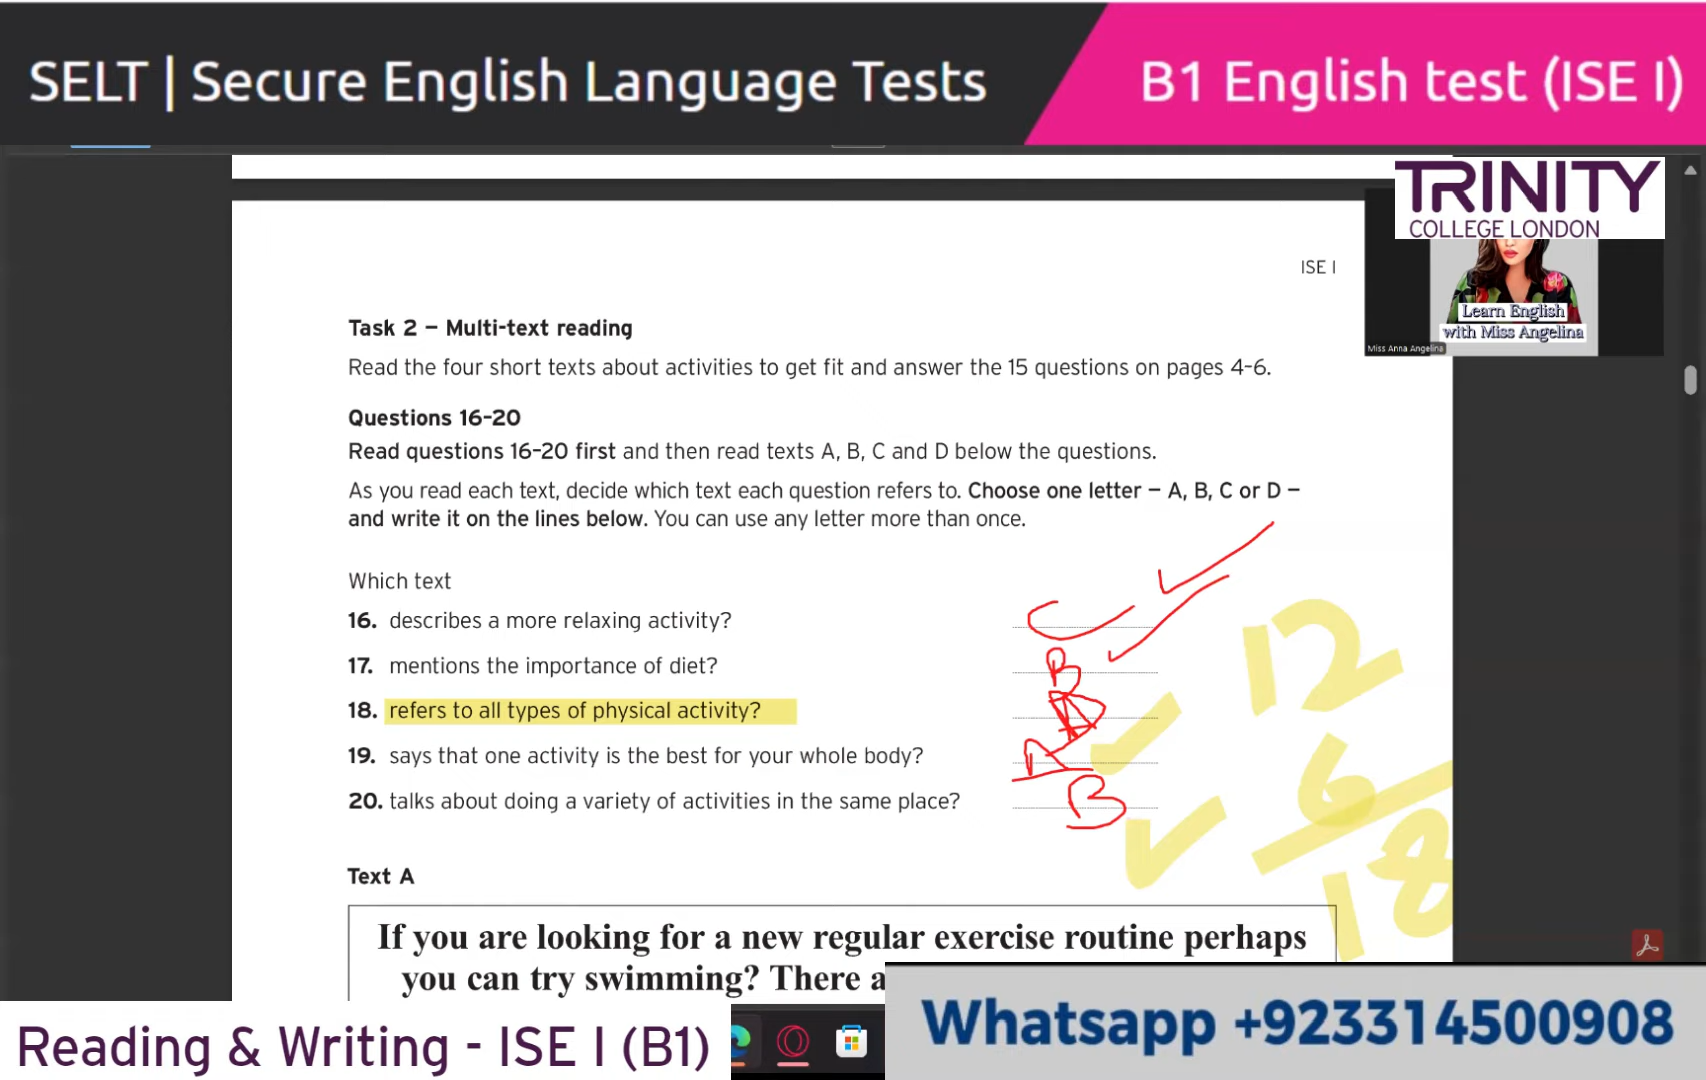 SELT | Secure English Language Tests
B1 English test (ISE I)
TRINITY
COLLEGE LONDON
ISE I
Learn English
with Miss Angelina
Miss Anna Angelina
Task 2 – Multi-text reading
Read the four short texts about activities to get fit and answer the 15 questions on pages 4–6.
Questions 16–20
Read questions 16–20 first and then read texts A, B, C and D below the questions.
As you read each text, decide which text each question refers to. Choose one letter – A, B, C or D –
and write it on the lines below. You can use any letter more than once.
Which text
16. describes a more relaxing activity? C
17. mentions the importance of diet? B
18. refers to all types of physical activity? D
19. says that one activity is the best for your whole body? A
20. talks about doing a variety of activities in the same place? B
12
6
18
Text A
If you are looking for a new regular exercise routine perhaps
you can try swimming? There a
Reading & Writing - ISE I (B1)
Whatsapp +923314500908